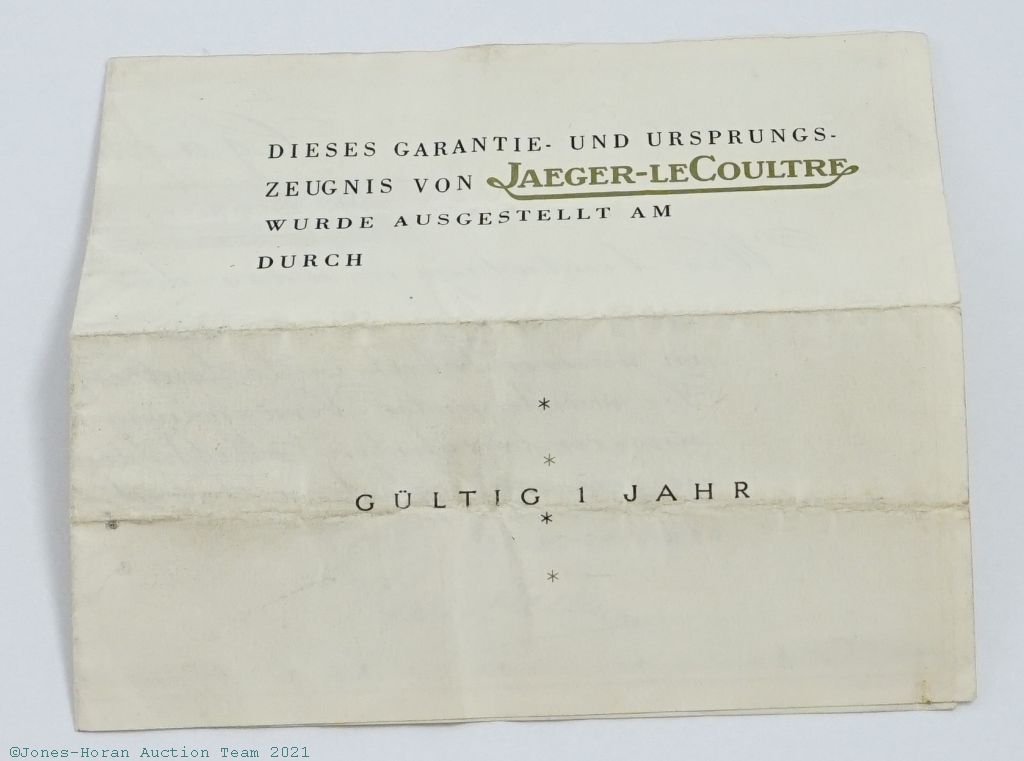 DIESES GARANTIE- UND URSPRUNGS-
ZEUGNIS VON JAEGER-LECOULTRE
WURDE AUSGESTELLT AM
DURCH
*
*
GÜLTIG 1 JAHR
*
*
©Jones-Horan Auction Team 2021